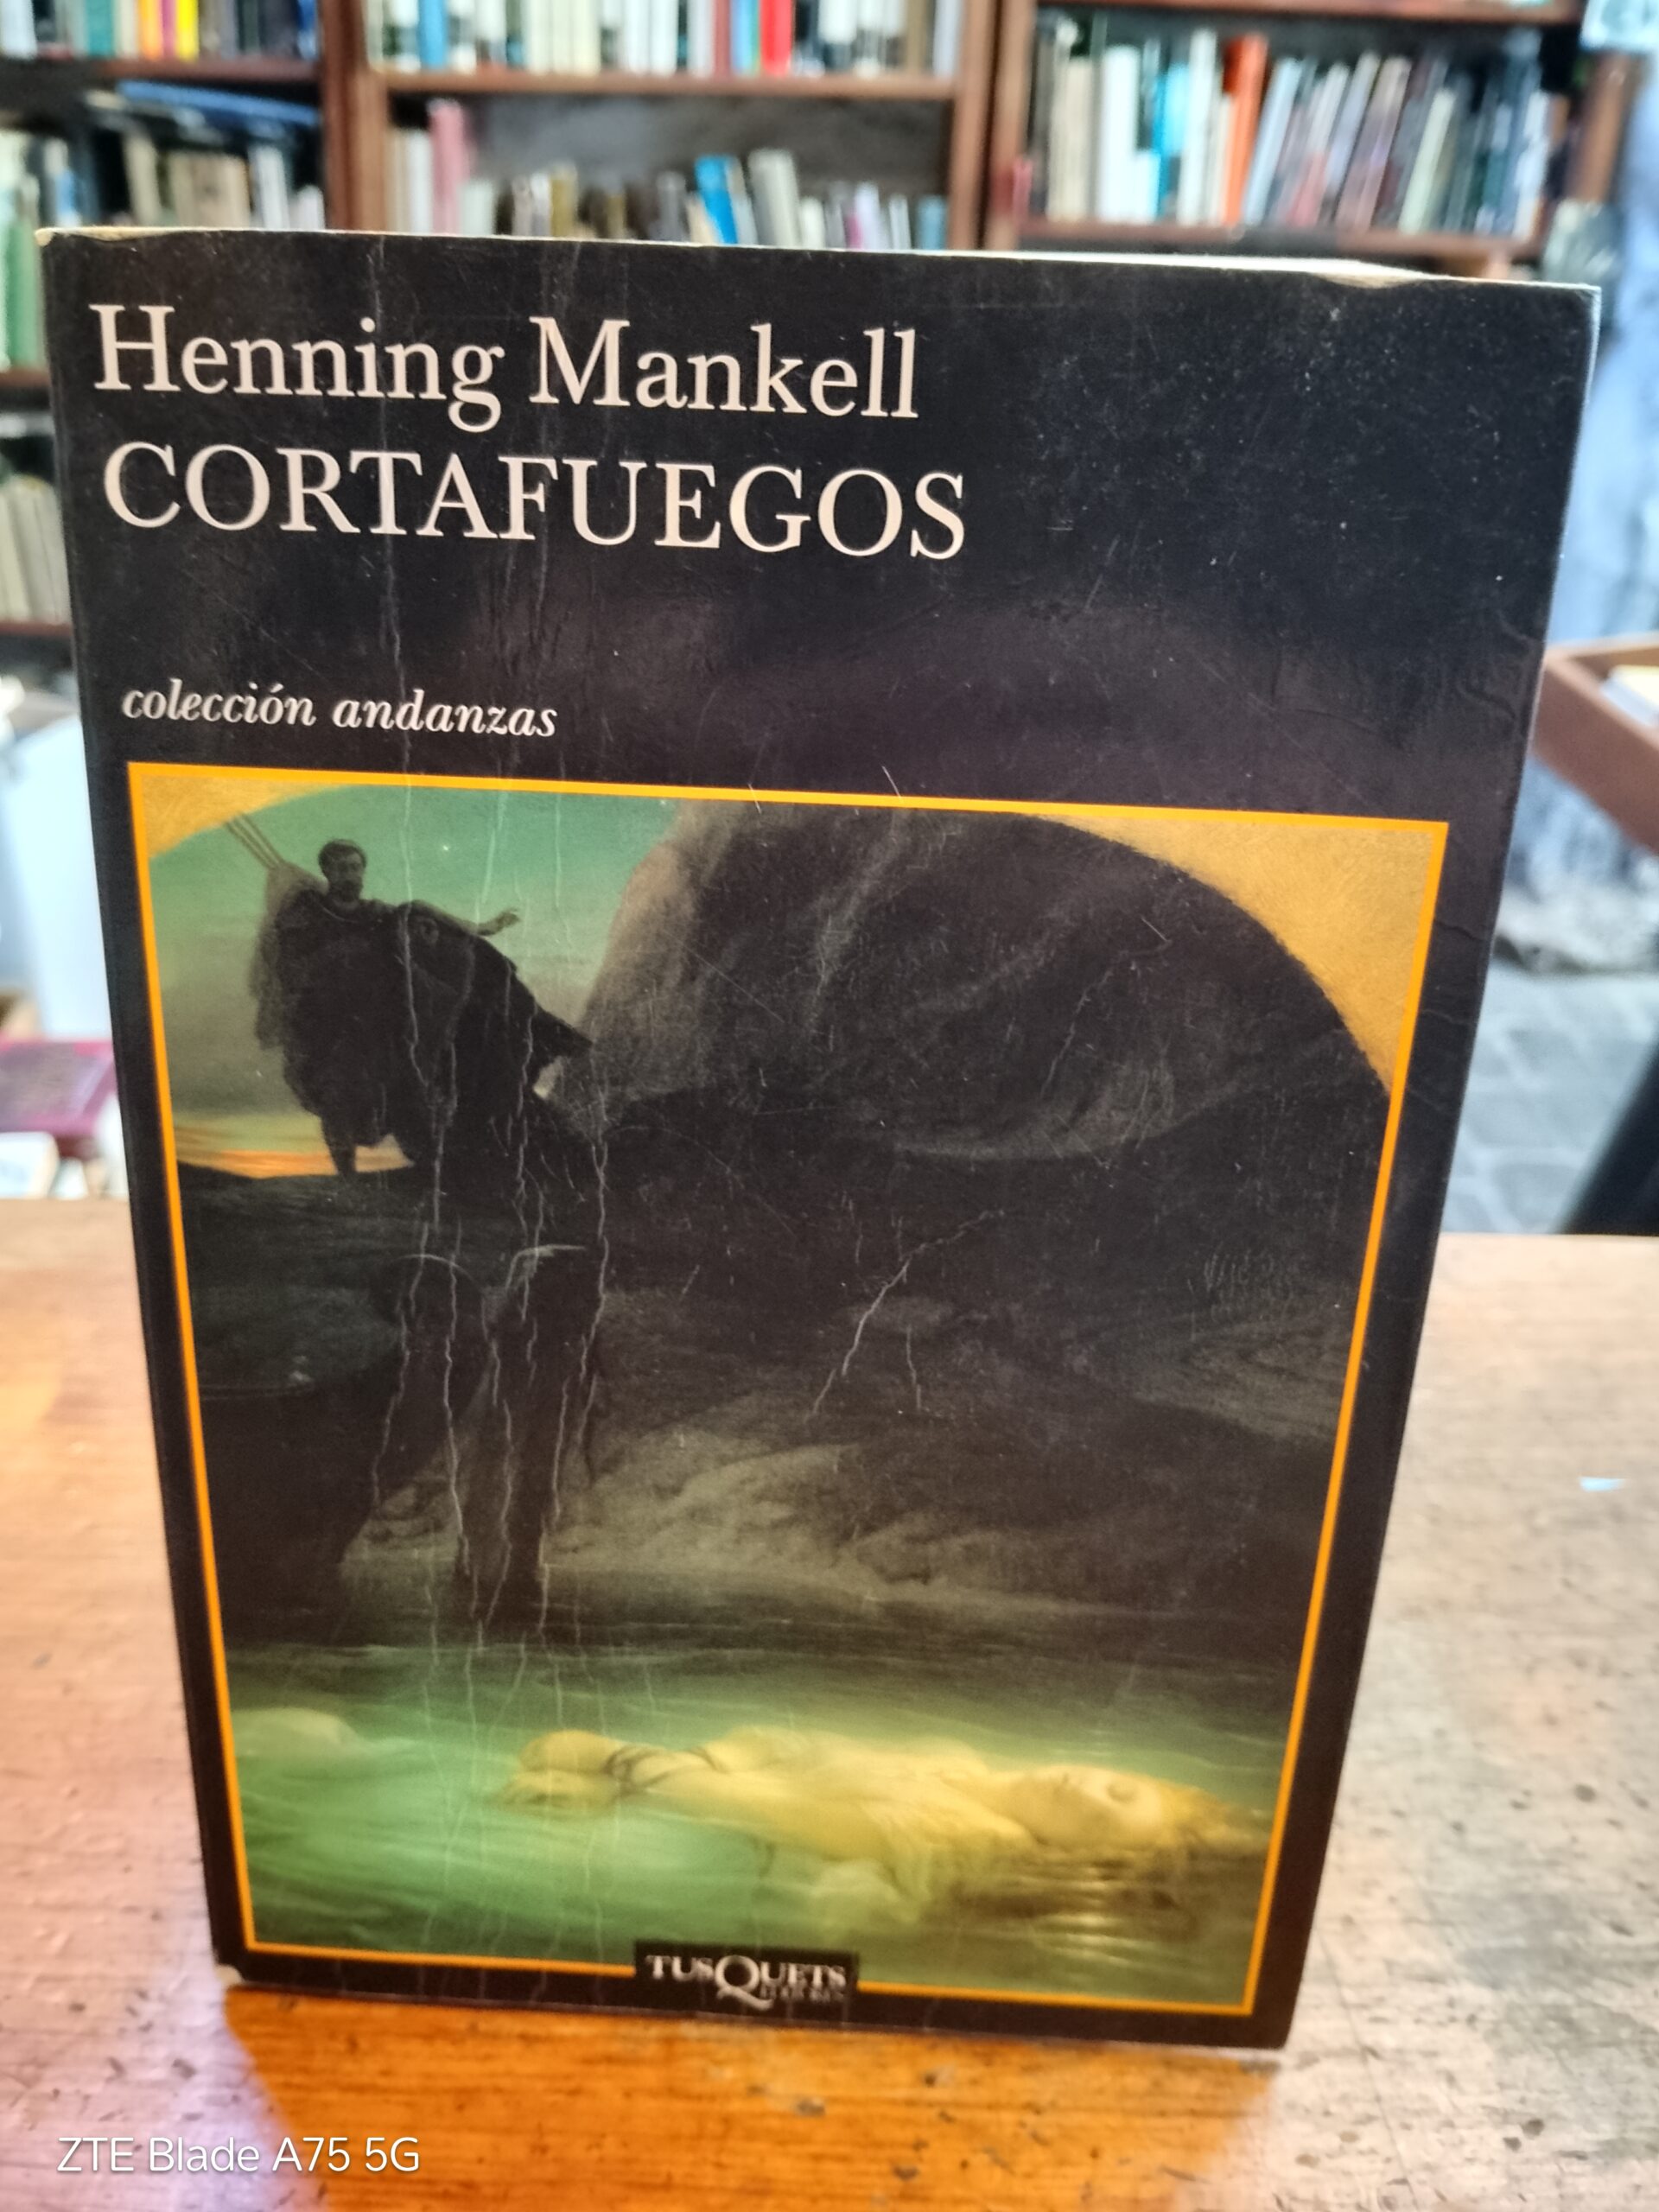 Henning Mankell
CORTAFUEGOS
colección andanzas
TUSQUETS
ZTE Blade A75 5G